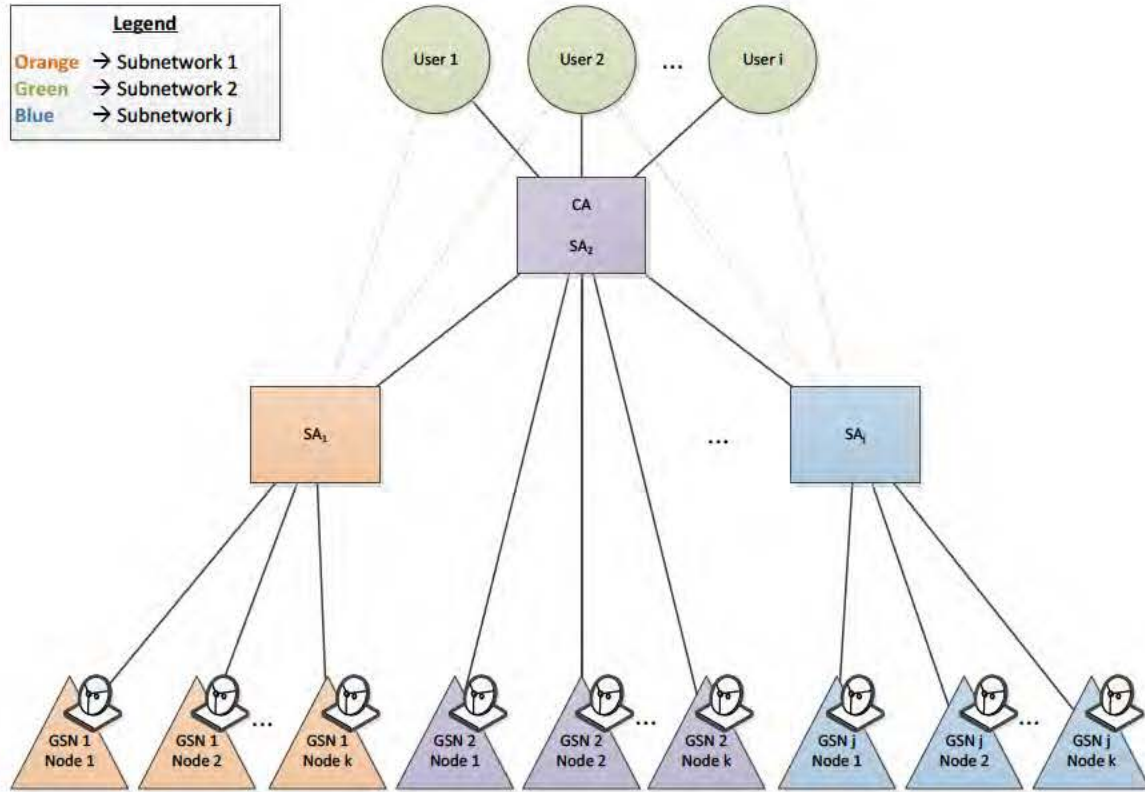 Legend
Orange → Subnetwork 1
Green → Subnetwork 2
Blue → Subnetwork j
User 1
User 2
...
User i
CA
SA₂
SA₁
...
SAⱼ
GSN 1
Node 1
GSN 1
Node 2
...
GSN 1
Node k
GSN 2
Node 1
GSN 2
Node 2
...
GSN 2
Node k
GSN j
Node 1
GSN j
Node 2
...
GSN j
Node k